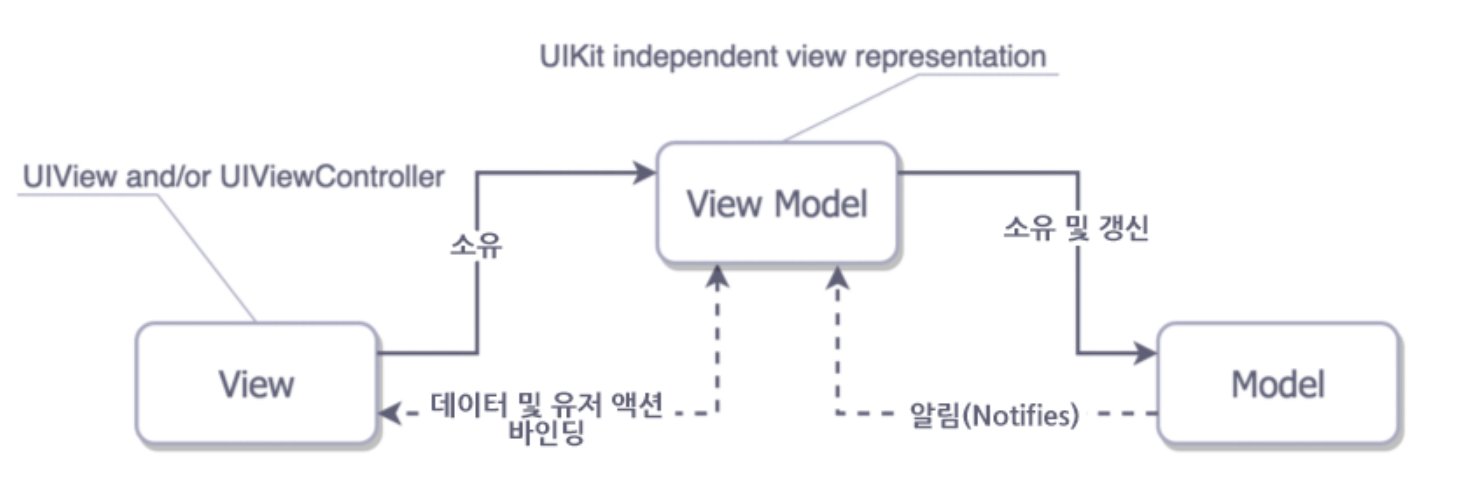 UIKit independent view representation
UIView and/or UIViewController
View Model
소유
소유 및 갱신
View
데이터 및 유저 액션
바인딩
알림(Notifies)
Model